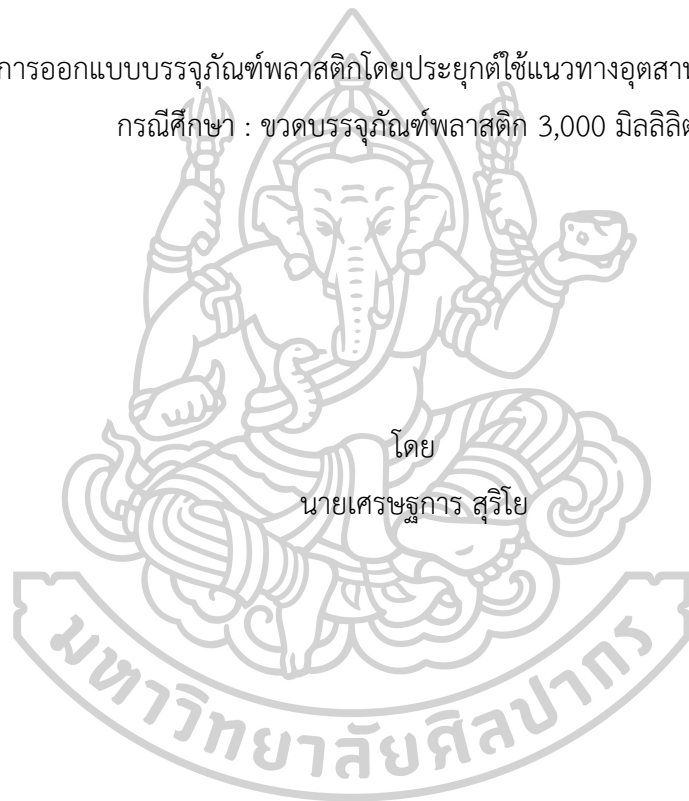 การออกแบบบรรจุภัณฑ์พลาสติกโดยประยุกต์ใช้แนวทางอุตสา
กรณีศึกษา : ขวดบรรจุภัณฑ์พลาสติก 3,000 มิลลิลิต
โดย
นายเศรษฐการ สุริโย
มหาวิทยาลัยศิลปากร